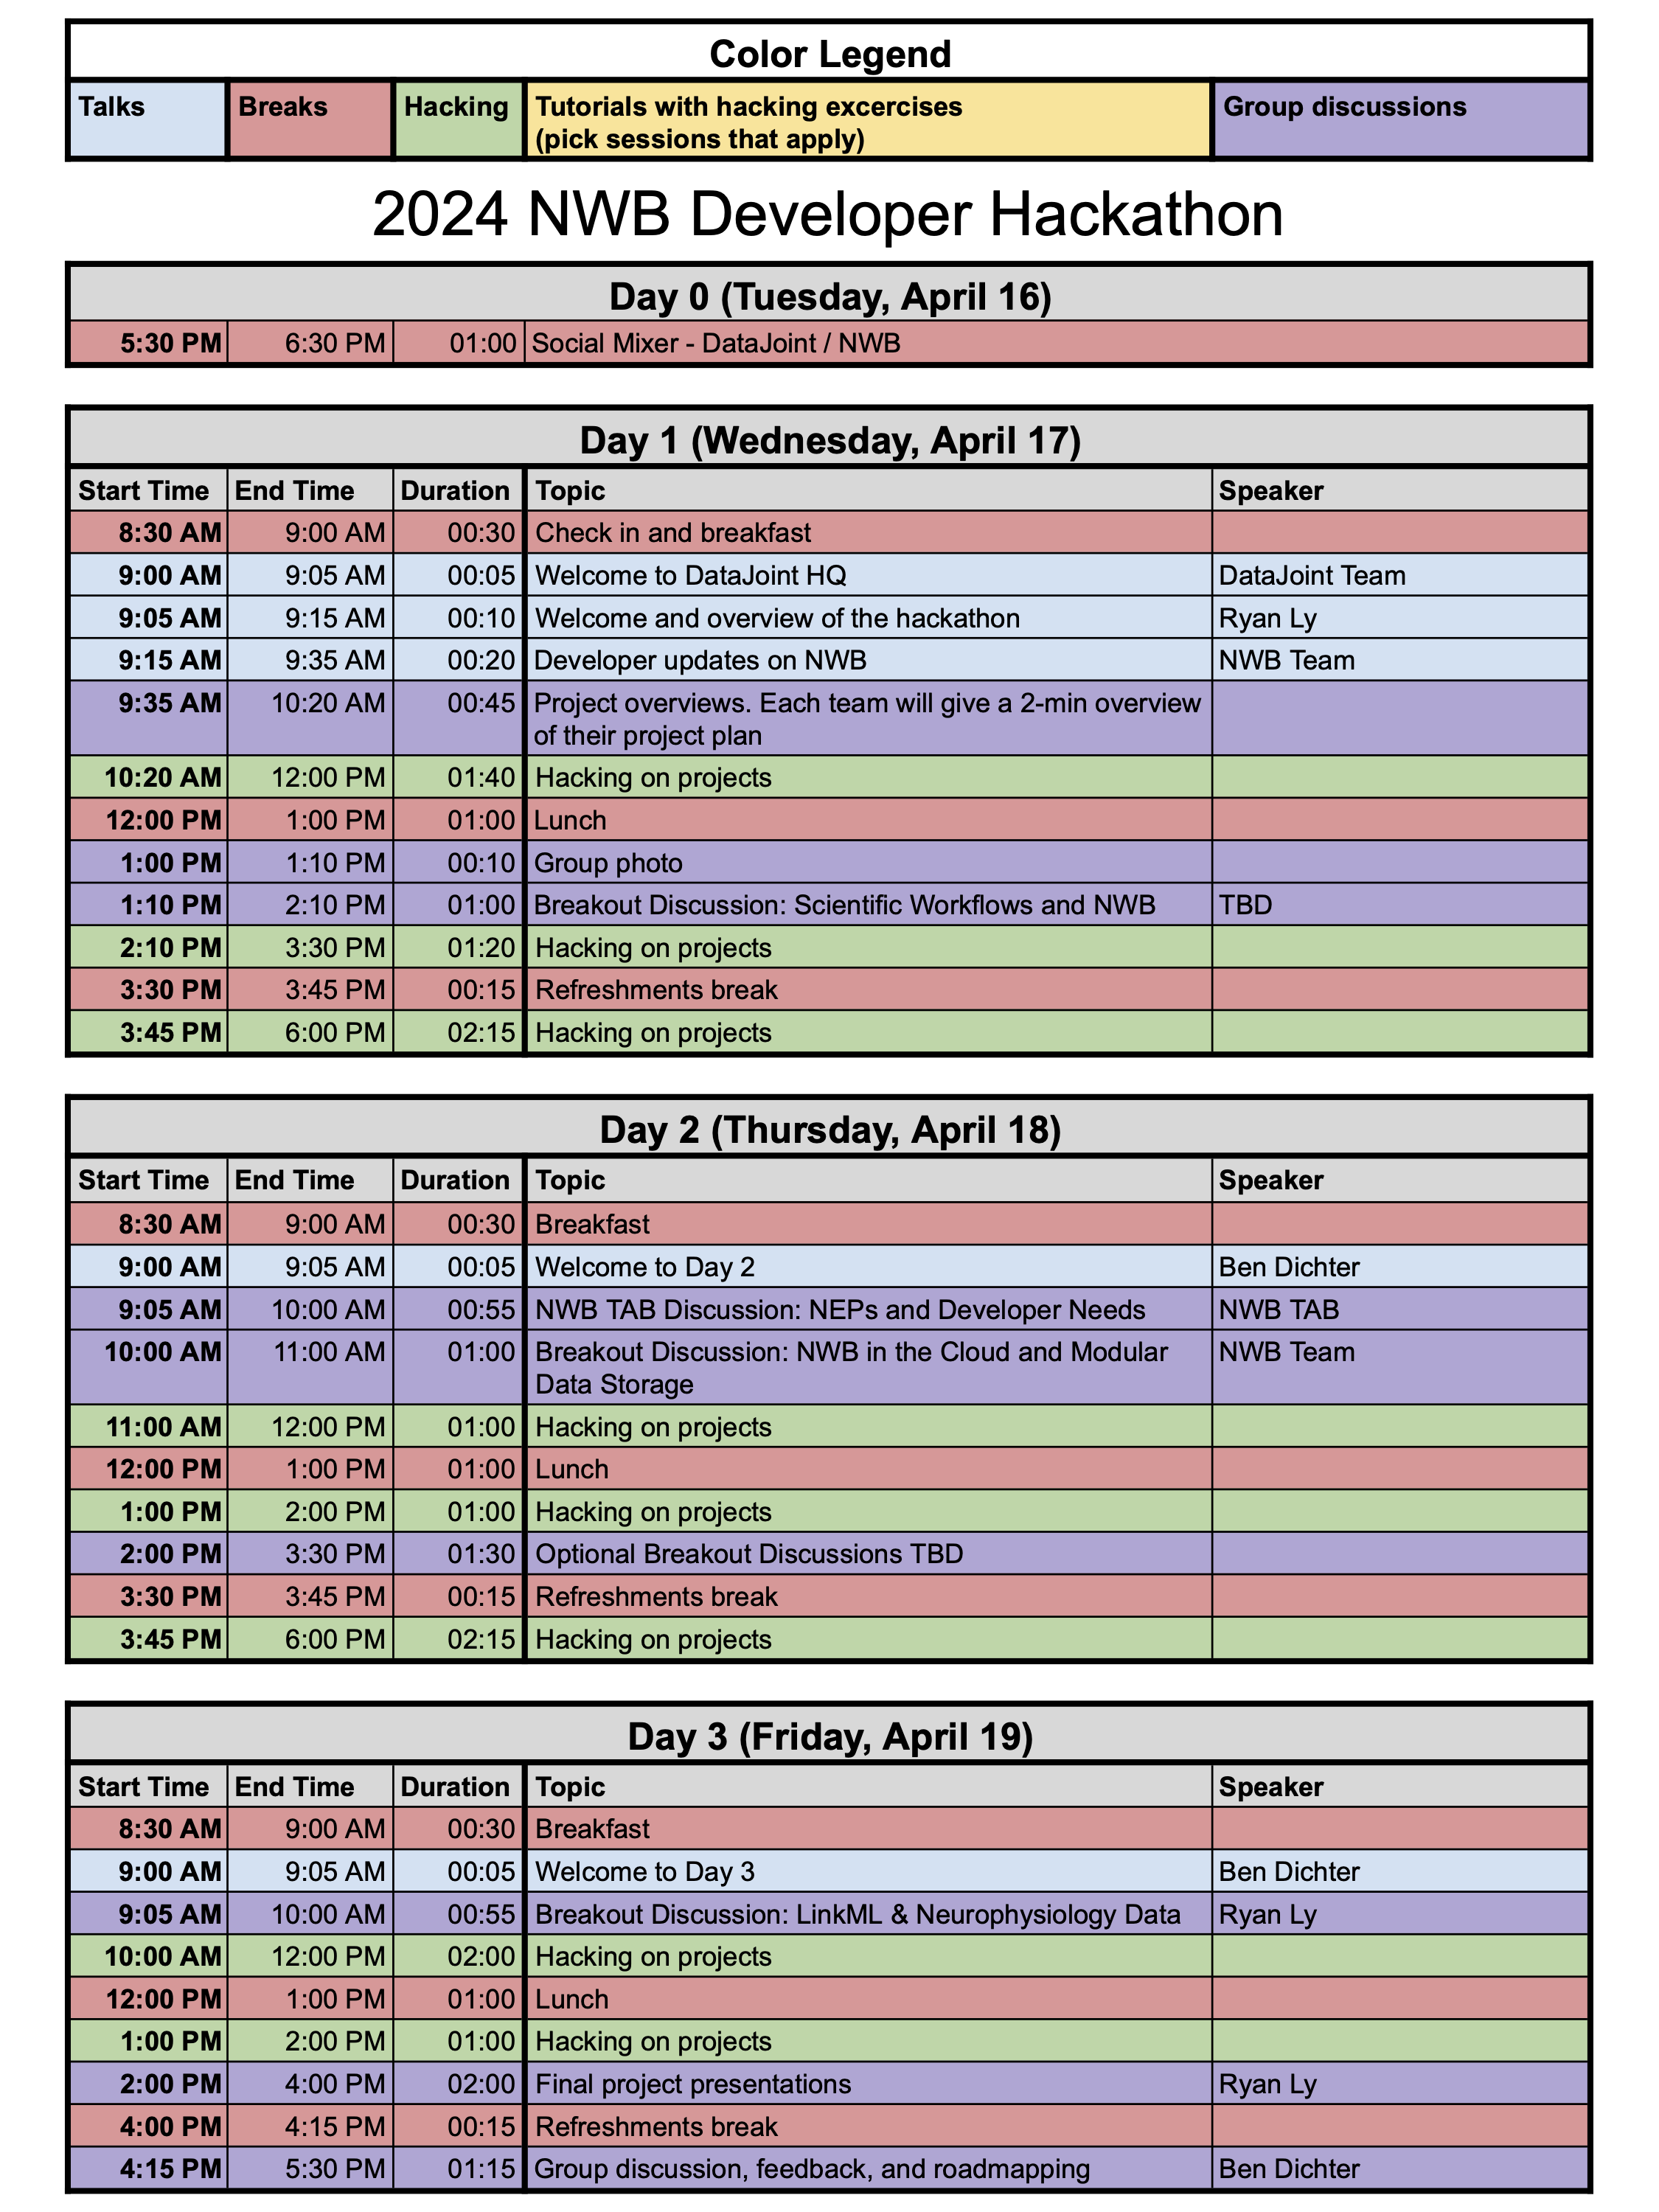 Color Legend
Talks Breaks Hacking Tutorials with hacking excercises Group discussions
(pick sessions that apply)
2024 NWB Developer Hackathon
Day 0 (Tuesday, April 16)
5:30 PM 6:30 PM 01:00 Social Mixer - DataJoint / NWB
Day 1 (Wednesday, April 17)
Start Time End Time Duration Topic Speaker
8:30 AM 9:00 AM 00:30 Check in and breakfast
9:00 AM 9:05 AM 00:05 Welcome to DataJoint HQ DataJoint Team
9:05 AM 9:15 AM 00:10 Welcome and overview of the hackathon Ryan Ly
9:15 AM 9:35 AM 00:20 Developer updates on NWB NWB Team
9:35 AM 10:20 AM 00:45 Project overviews. Each team will give a 2-min overview
of their project plan
10:20 AM 12:00 PM 01:40 Hacking on projects
12:00 PM 1:00 PM 01:00 Lunch
1:00 PM 1:10 PM 00:10 Group photo
1:10 PM 2:10 PM 01:00 Breakout Discussion: Scientific Workflows and NWB TBD
2:10 PM 3:30 PM 01:20 Hacking on projects
3:30 PM 3:45 PM 00:15 Refreshments break
3:45 PM 6:00 PM 02:15 Hacking on projects
Day 2 (Thursday, April 18)
Start Time End Time Duration Topic Speaker
8:30 AM 9:00 AM 00:30 Breakfast
9:00 AM 9:05 AM 00:05 Welcome to Day 2 Ben Dichter
9:05 AM 10:00 AM 00:55 NWB TAB Discussion: NEPs and Developer Needs NWB TAB
10:00 AM 11:00 AM 01:00 Breakout Discussion: NWB in the Cloud and Modular NWB Team
Data Storage
11:00 AM 12:00 PM 01:00 Hacking on projects
12:00 PM 1:00 PM 01:00 Lunch
1:00 PM 2:00 PM 01:00 Hacking on projects
2:00 PM 3:30 PM 01:30 Optional Breakout Discussions TBD
3:30 PM 3:45 PM 00:15 Refreshments break
3:45 PM 6:00 PM 02:15 Hacking on projects
Day 3 (Friday, April 19)
Start Time End Time Duration Topic Speaker
8:30 AM 9:00 AM 00:30 Breakfast
9:00 AM 9:05 AM 00:05 Welcome to Day 3 Ben Dichter
9:05 AM 10:00 AM 00:55 Breakout Discussion: LinkML & Neurophysiology Data Ryan Ly
10:00 AM 12:00 PM 02:00 Hacking on projects
12:00 PM 1:00 PM 01:00 Lunch
1:00 PM 2:00 PM 01:00 Hacking on projects
2:00 PM 4:00 PM 02:00 Final project presentations Ryan Ly
4:00 PM 4:15 PM 00:15 Refreshments break
4:15 PM 5:30 PM 01:15 Group discussion, feedback, and roadmapping Ben Dichter